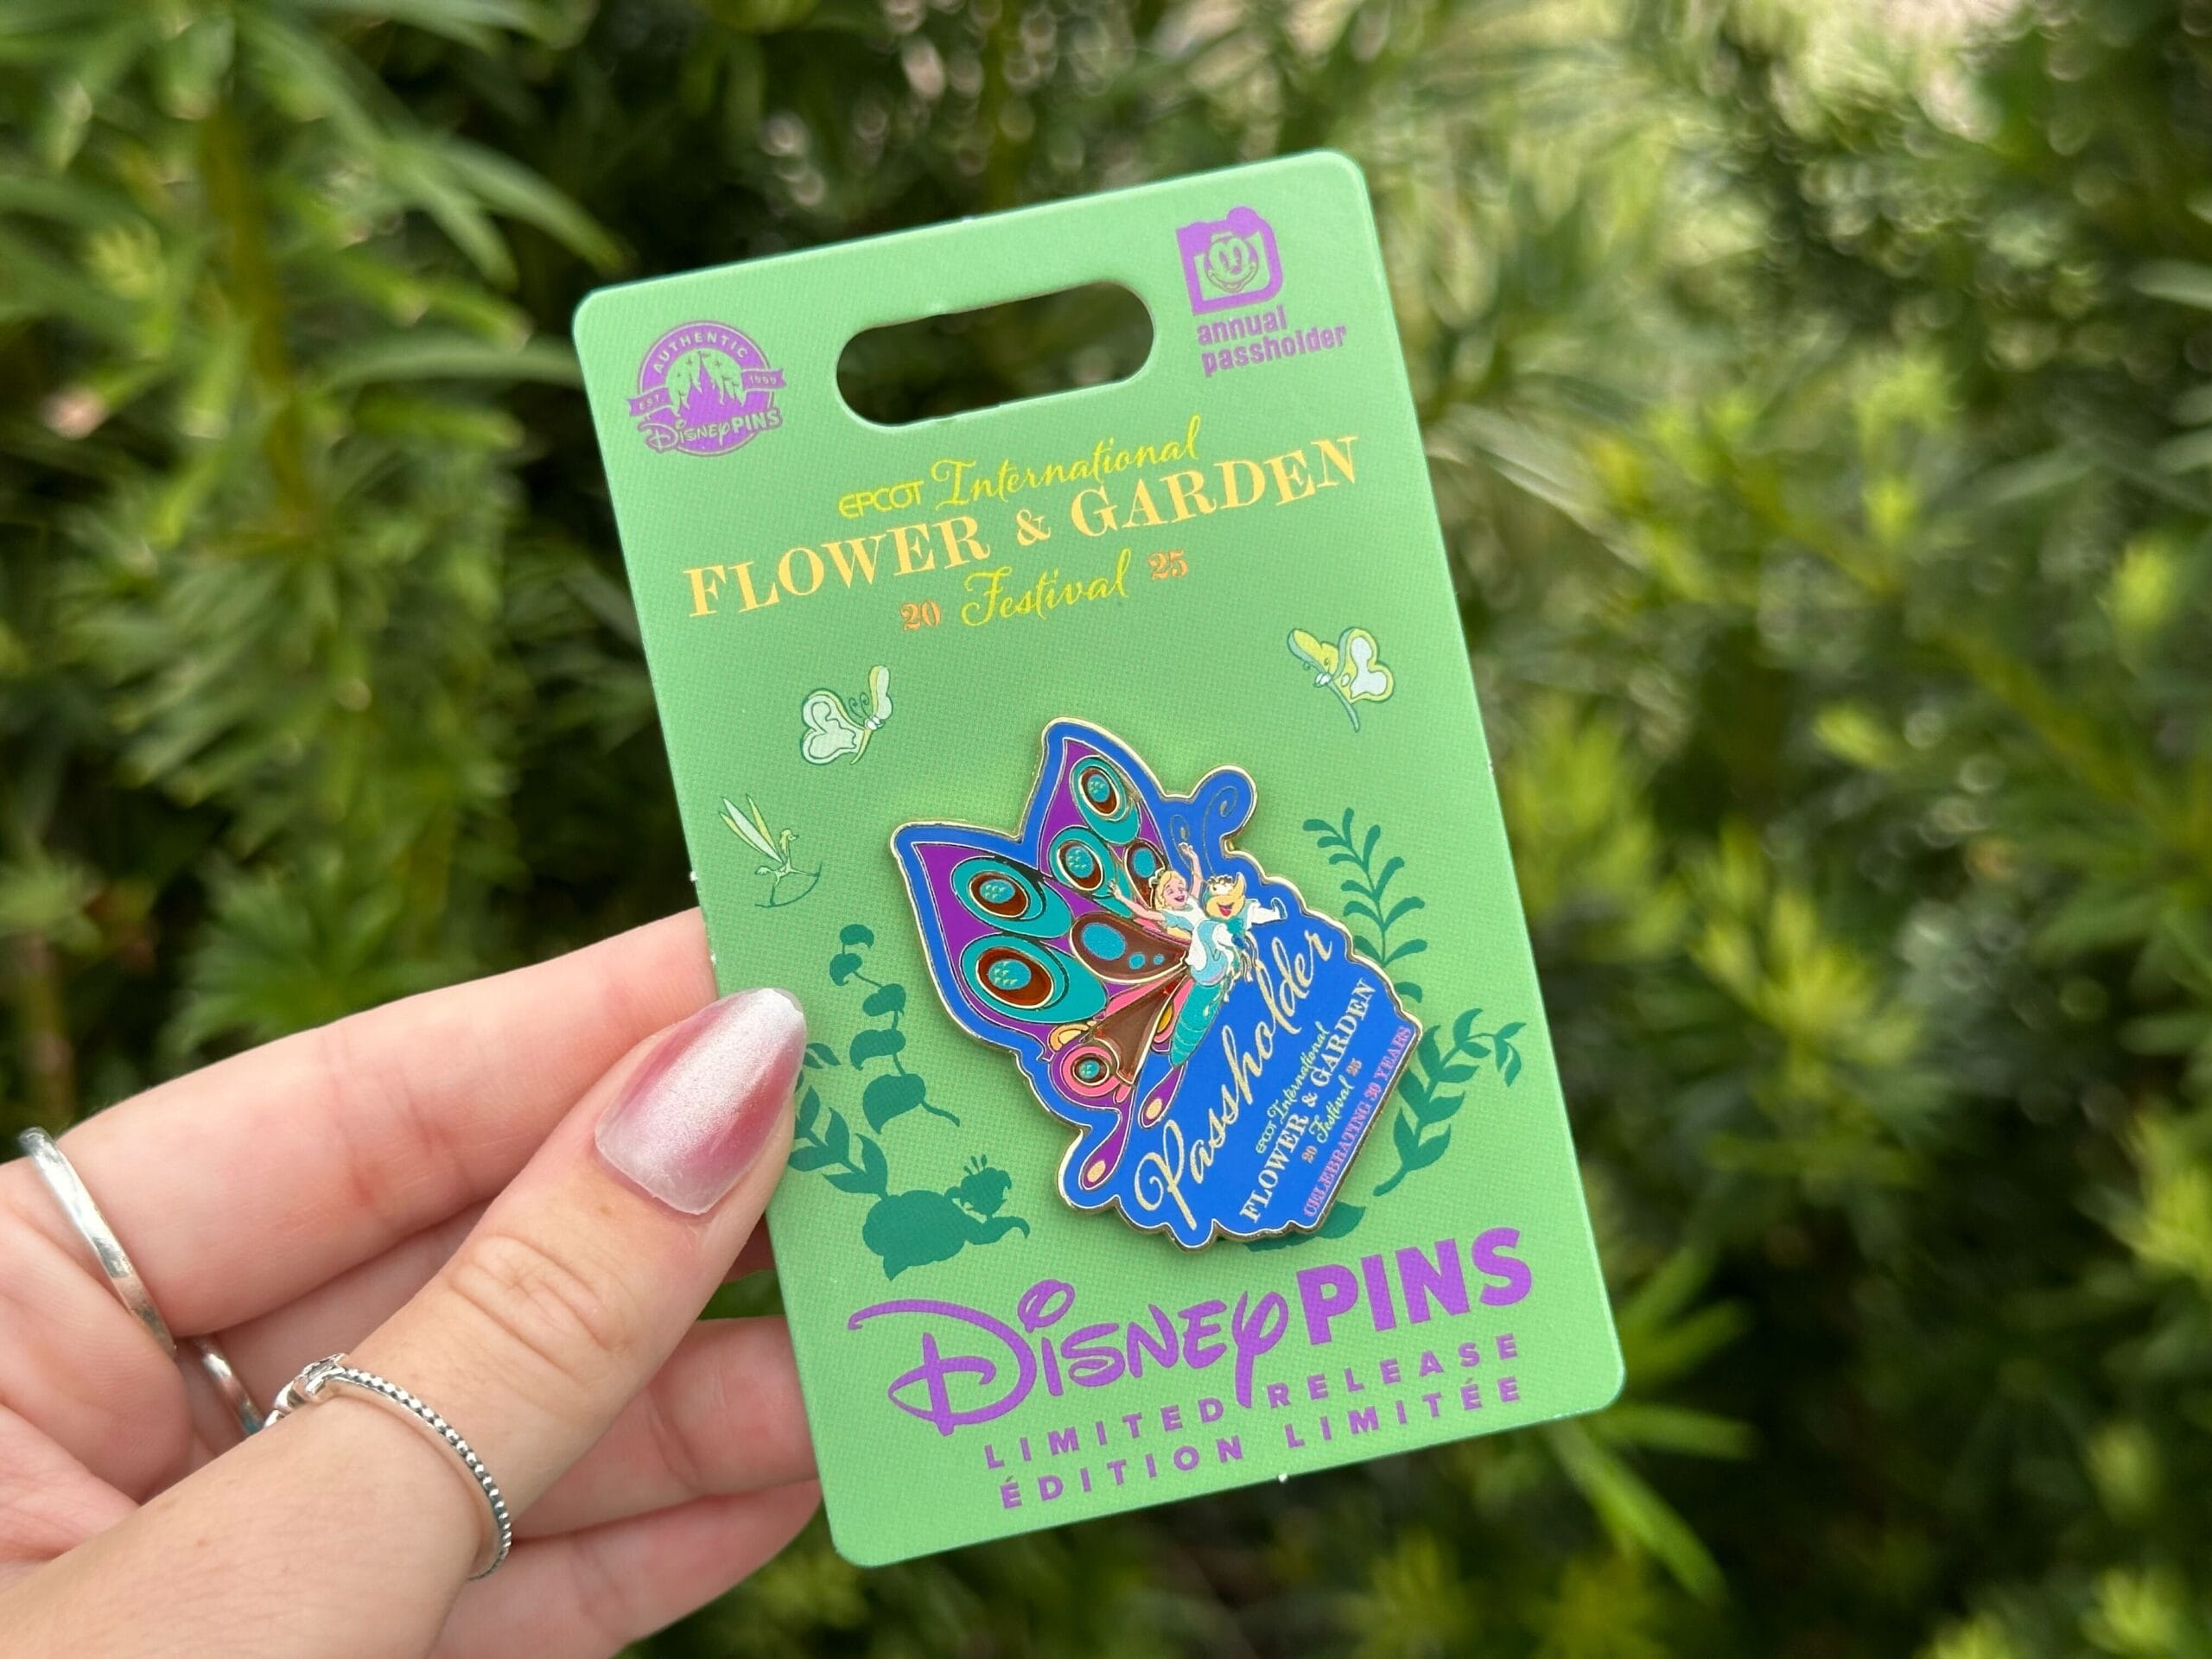 AUTHENTIC
EST. 1999
Disney PINS
annual
passholder
EPCOT International
FLOWER & GARDEN
20 Festival 25
Passholder
EPCOT International
FLOWER & GARDEN
20 Festival 25
CELEBRATING 30 YEARS
Disney PINS
LIMITED RELEASE
ÉDITION LIMITÉE